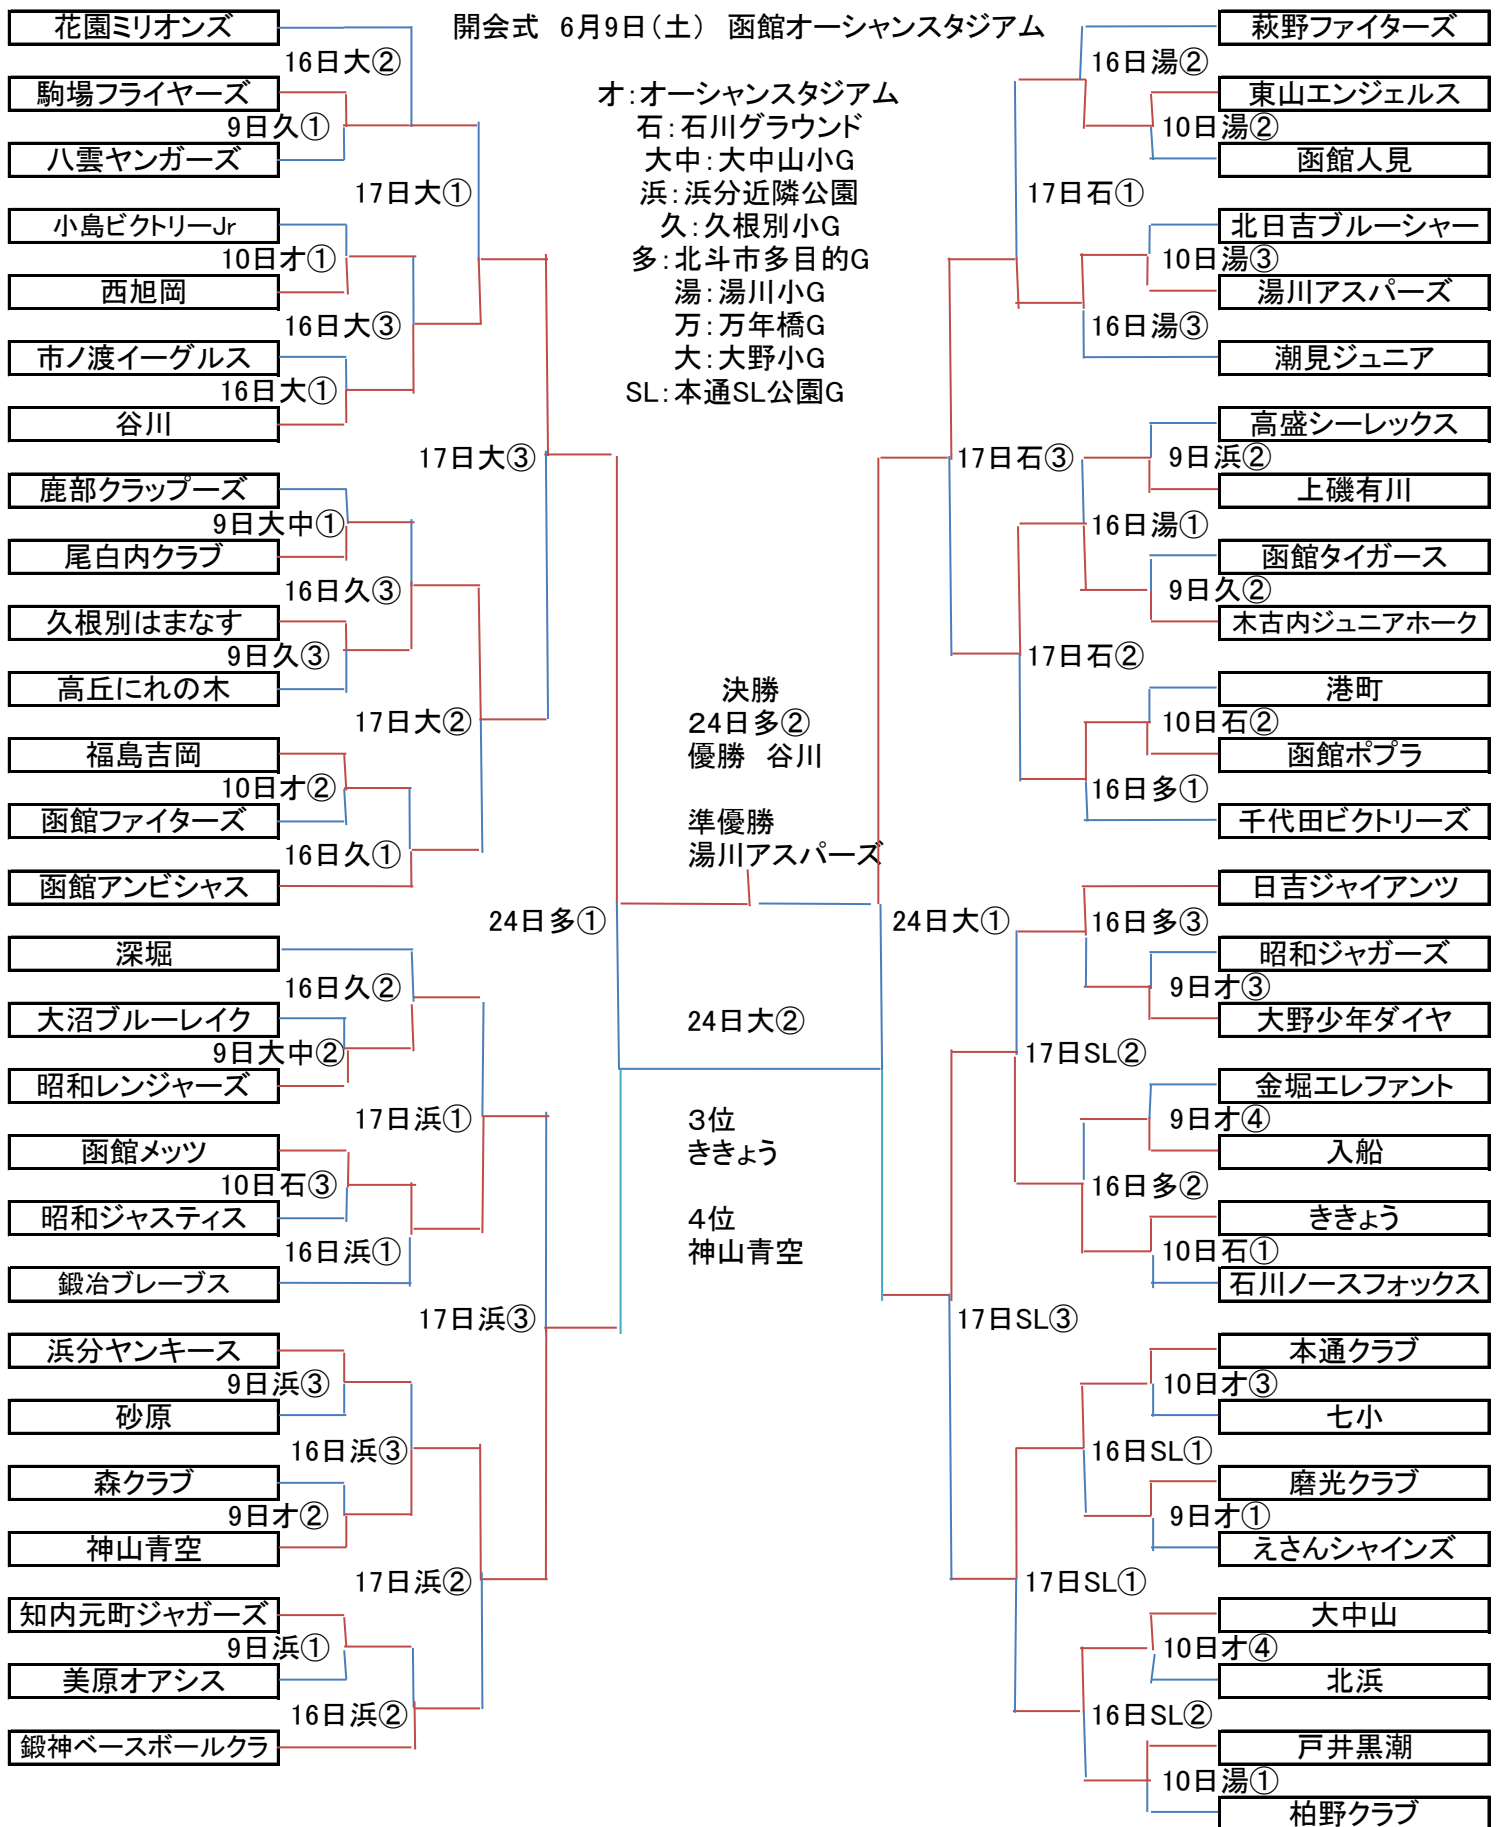 開会式 6月9日(土) 函館オーシャンスタジアム
オ:オーシャンスタジアム
石:石川グラウンド
大中:大中山小G
浜:浜分近隣公園
久:久根別小G
多:北斗市多目的G
湯:湯川小G
万:万年橋G
大:大野小G
SL:本通SL公園G
花園ミリオンズ
16日大②
駒場フライヤーズ
9日久①
八雲ヤンガーズ
17日大①
小島ビクトリーJr
10日オ①
西旭岡
16日大③
市ノ渡イーグルス
16日大①
谷川
17日大③
鹿部クラップーズ
9日大中①
尾白内クラブ
16日久③
久根別はまなす
9日久③
高丘にれの木
17日大②
福島吉岡
10日オ②
函館ファイターズ
16日久①
函館アンビシャス
24日多①
深堀
16日久②
大沼ブルーレイク
9日大中②
昭和レンジャーズ
17日浜①
函館メッツ
10日石③
昭和ジャスティス
16日浜①
鍛冶ブレーブス
17日浜③
浜分ヤンキース
9日浜③
砂原
16日浜③
森クラブ
9日オ②
神山青空
17日浜②
知内元町ジャガーズ
9日浜①
美原オアシス
16日浜②
鍛神ベースボールクラ
決勝
24日多②
優勝 谷川
準優勝
湯川アスパーズ
24日大②
3位
ききょう
4位
神山青空
萩野ファイターズ
16日湯②
東山エンジェルス
10日湯②
函館人見
17日石①
北日吉ブルーシャー
10日湯③
湯川アスパーズ
16日湯③
潮見ジュニア
17日石③
高盛シーレックス
9日浜②
上磯有川
16日湯①
函館タイガース
9日久②
木古内ジュニアホーク
17日石②
港町
10日石②
函館ポプラ
16日多①
千代田ビクトリーズ
24日大①
日吉ジャイアンツ
16日多③
昭和ジャガーズ
9日オ③
大野少年ダイヤ
17日SL②
金堀エレファント
9日オ④
入船
16日多②
ききょう
10日石①
石川ノースフォックス
17日SL③
本通クラブ
10日オ③
七小
16日SL①
磨光クラブ
9日オ①
えさんシャインズ
17日SL①
大中山
10日オ④
北浜
16日SL②
戸井黒潮
10日湯①
柏野クラブ